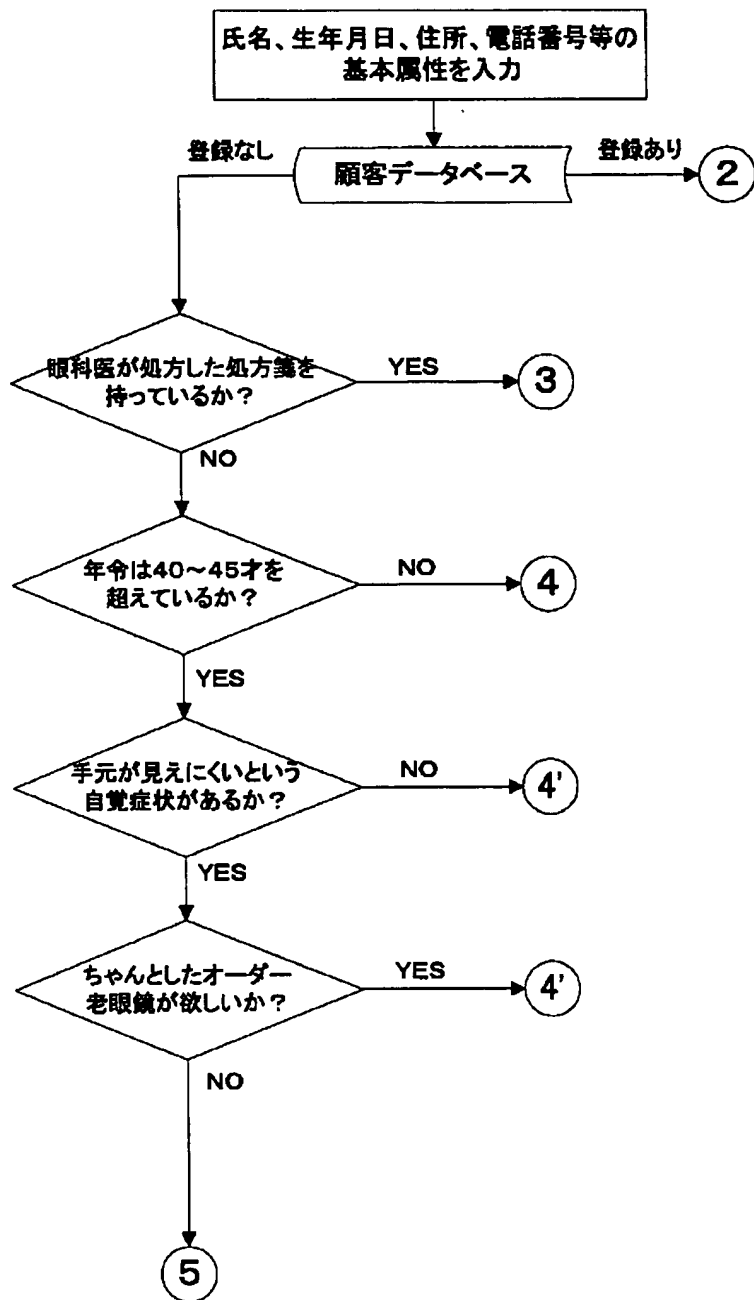 氏名、生年月日、住所、電話番号等の
基本属性を入力
登録なし
顧客データベース
登録あり
2
眼科医が処方した処方箋を
持っているか？
YES
3
NO
年令は40～45才を
超えているか？
NO
4
YES
手元が見えにくいという
自覚症状があるか？
NO
4'
YES
ちゃんとしたオーダー
老眼鏡が欲しいか？
YES
4'
NO
5